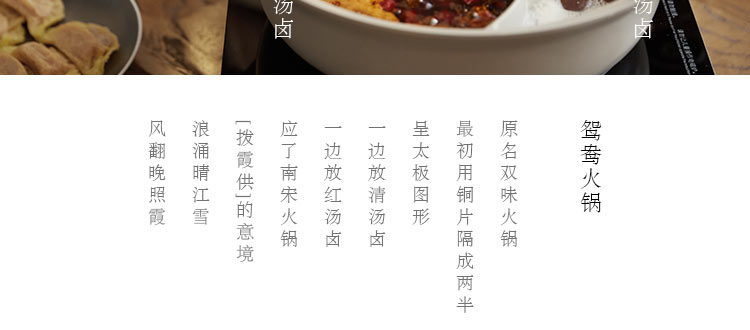 汤卤
汤卤
鸳鸯火锅
原名双味火锅
最初用铜片隔成两半
呈太极图形
一边放清汤卤
一边放红汤卤
应了南宋火锅
[拨霞供]的意境
浪涌晴江雪
风翻晚照霞